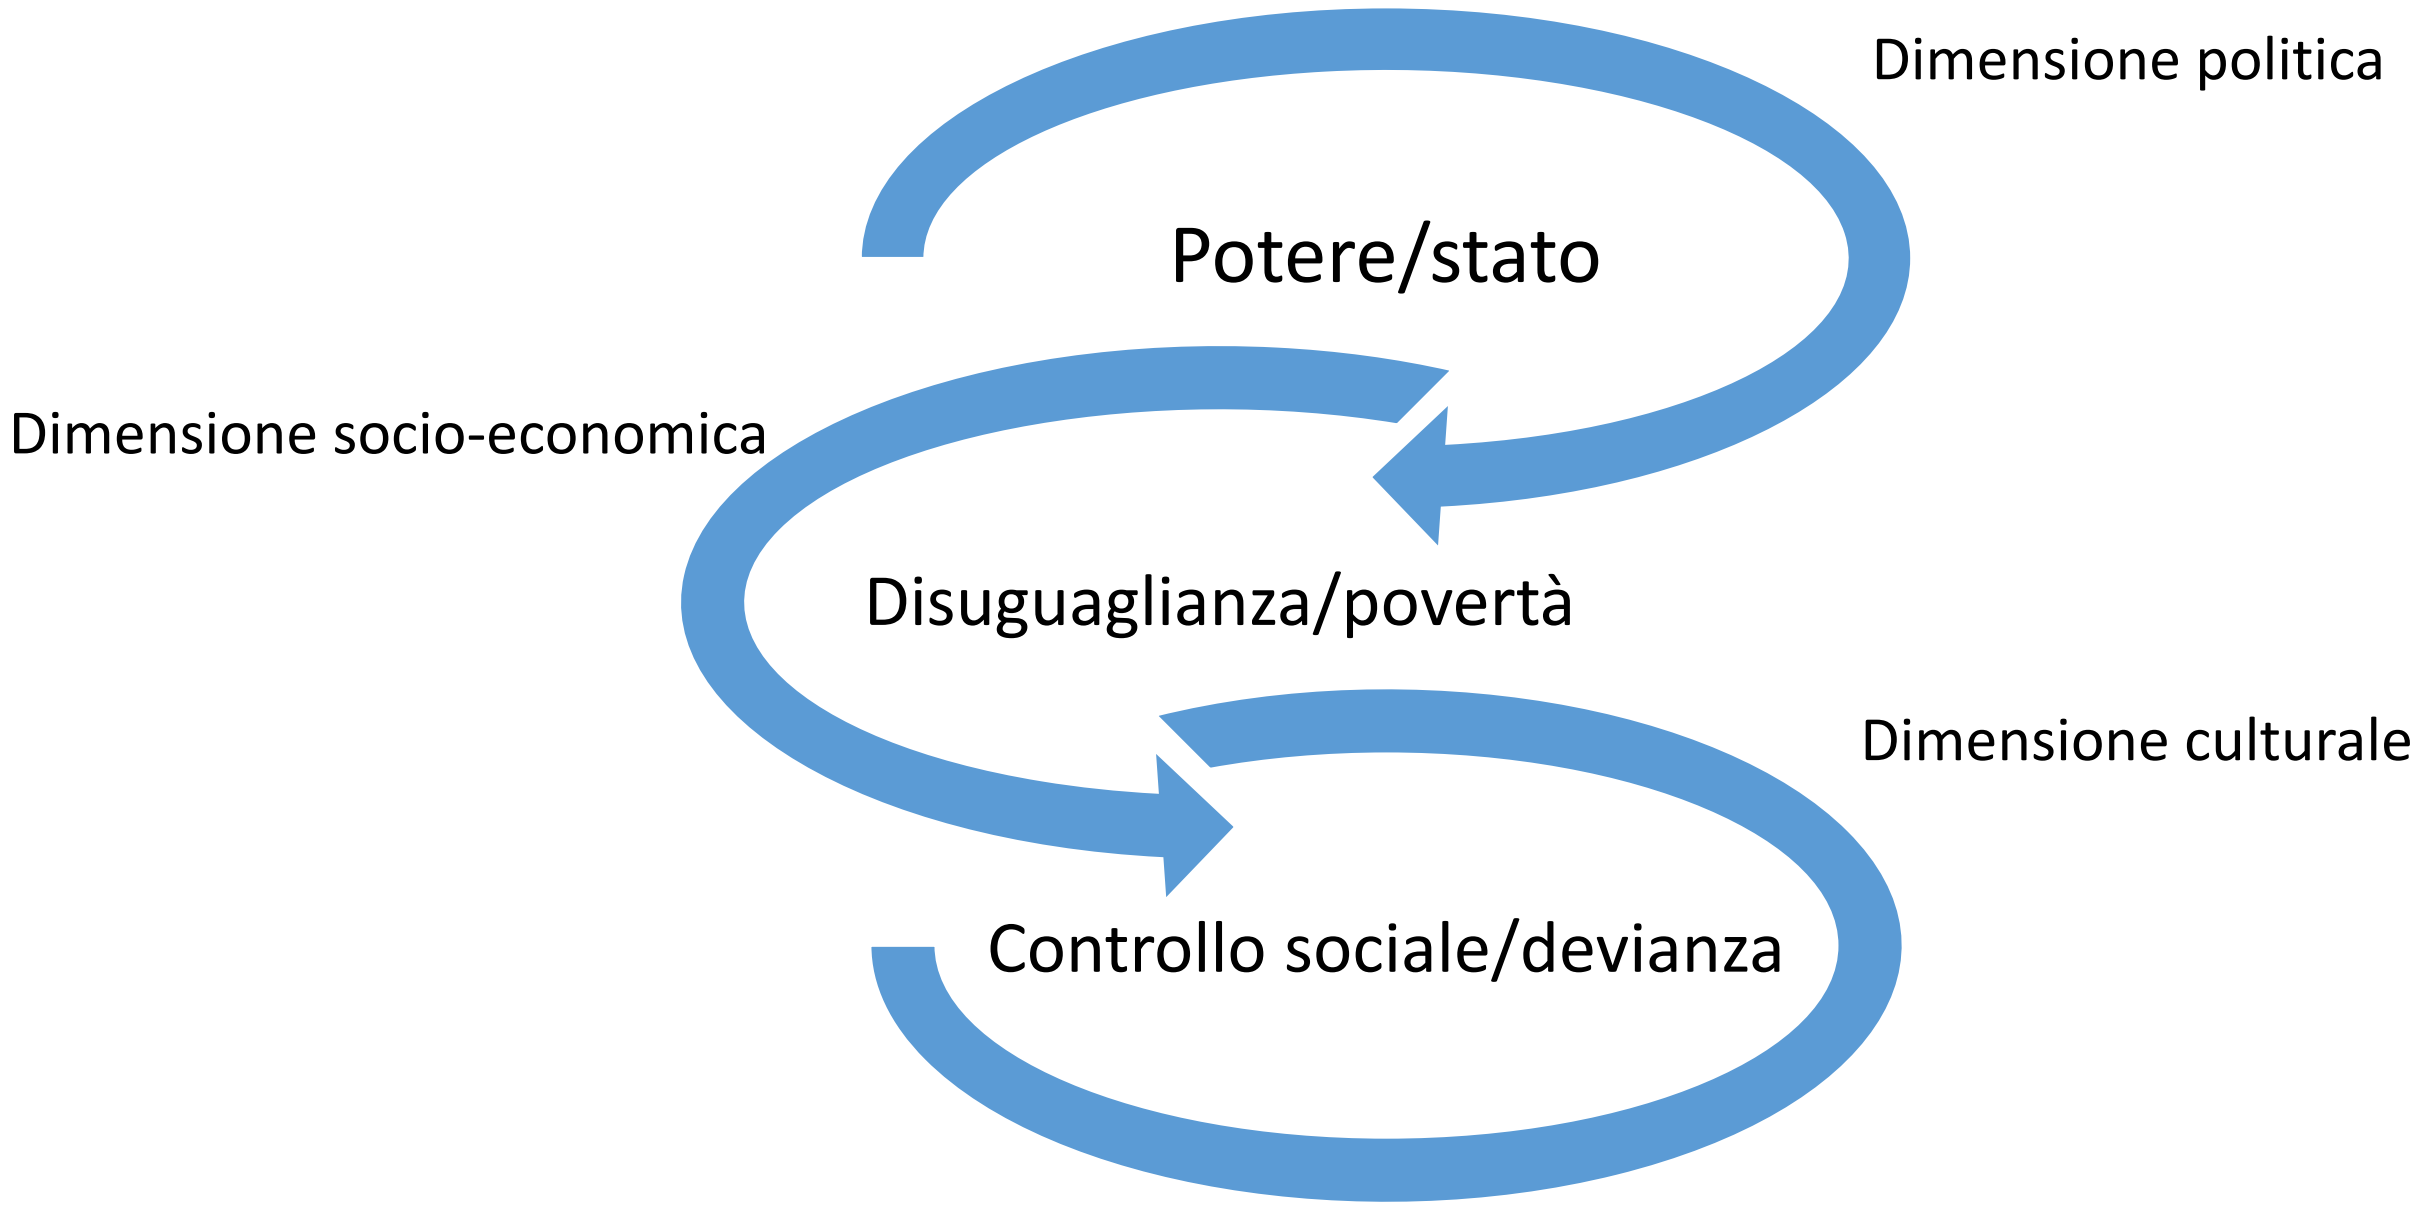 Dimensione politica
Potere/stato
Dimensione socio-economica
Disuguaglianza/povertà
Dimensione culturale
Controllo sociale/devianza